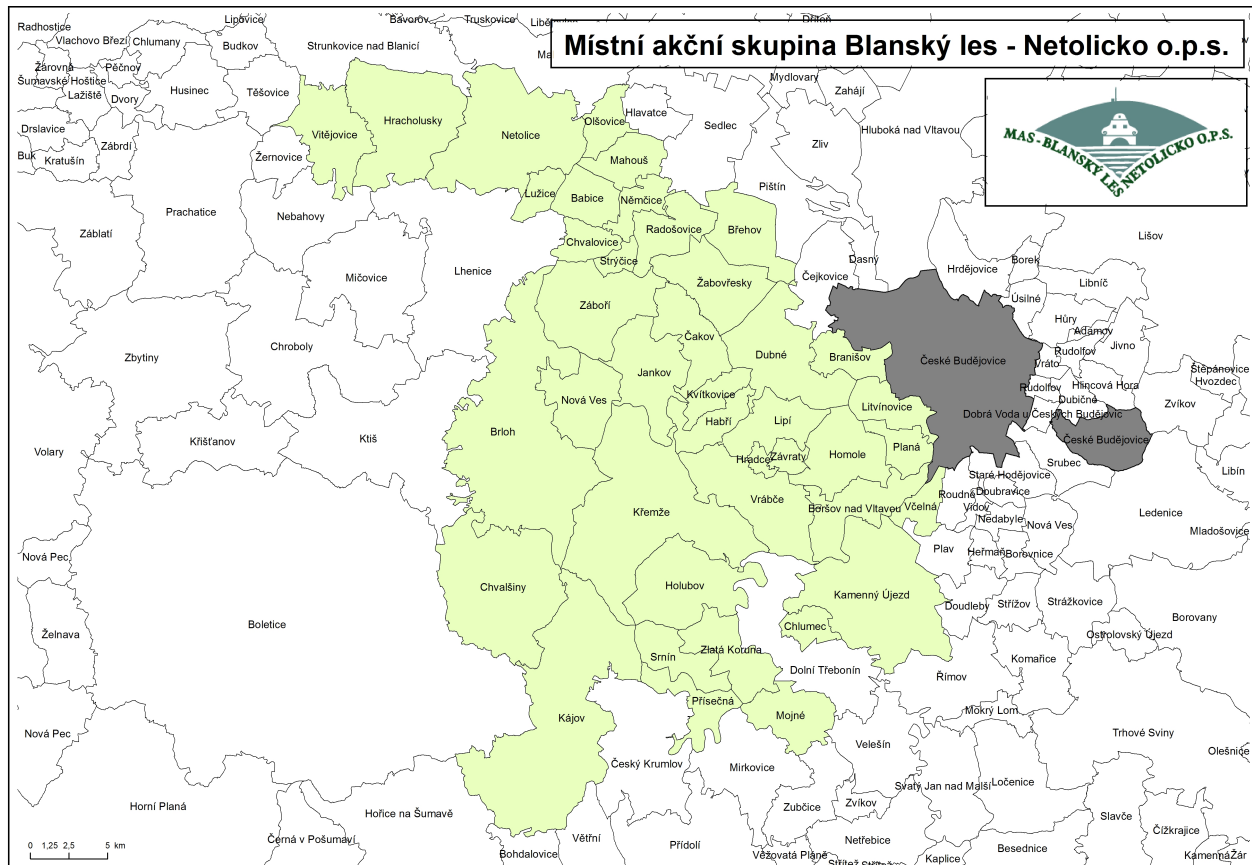 Místní akční skupina Blanský les - Netolicko o.p.s.
MAS - BLANSKÝ LES NETOLICKO O.P.S.
Radhostice
Lipovice
Bavorov
Truskovice
Vlachovo Březí
Chlumany
Budkov
Strunkovice nad Blanicí
Žárovná
Pěčnov
Šumavské Hoštice
Husinec
Těšovice
Mydlovary
Zahájí
Lažiště
Dvory
Hracholusky
Olšovice
Hlavatce
Sedlec
Hluboká nad Vltavou
Drslavice
Vitějovice
Netolice
Zliv
Buk
Kratušín
Zábrdí
Žernovice
Mahouš
Pištín
Lužice
Babice
Němčice
Prachatice
Nebahovy
Záblatí
Chvalovice
Radošovice
Břehov
Lišov
Strýčice
Dasný
Borek
Mičovice
Lhenice
Čejkovice
Hrdějovice
Žabovřesky
Libníč
Záboří
Úsilné
Hůry
Adamov
Zbytiny
Chroboly
Čakov
Dubné
Branišov
České Budějovice
Rudolfov
Jivno
Vráto
Jankov
Štěpánovice
Hvozdec
Kvítkovice
Rudolfov
Hlincová Hora
Nová Ves
Dubičné
Zvíkov
Litvínovice
Dobrá Voda u Českých Budějovic
Habří
Lipí
Brloh
Křišťanov
Ktiš
České Budějovice
Volary
Hradce
Závraty
Homole
Planá
Srubec
Libín
Vrábče
Staré Hodějovice
Doubravice
Roudné
Boršov nad Vltavou
Včelná
Vidov
Křemže
Nedabyle
Nová Ves
Ledenice
Mladošovice
Nová Pec
Plav
Heřmaň
Borovnice
Chvalšiny
Holubov
Kamenný Újezd
Doudleby
Střížov
Strážkovice
Borovany
Boletice
Chlumec
Želnava
Ostrolovský Újezd
Srnín
Zlatá Koruna
Komařice
Dolní Třebonín
Římov
Přísečná
Mokrý Lom
Mojné
Kájov
Nová Pec
Trhové Sviny
Velešín
Olešnice
Český Krumlov
Mirkovice
Svatý Jan nad Malší
Ločenice
Horní Planá
Hořice na Šumavě
Zubčice
Zvíkov
Slavče
Čížkrajice
Černá v Pošumaví
Větřní
Přídolí
Netřebice
Besednice
Bohdalovice
Věžovatá Pláně
Kaplice
0 1,25 2,5 5 km